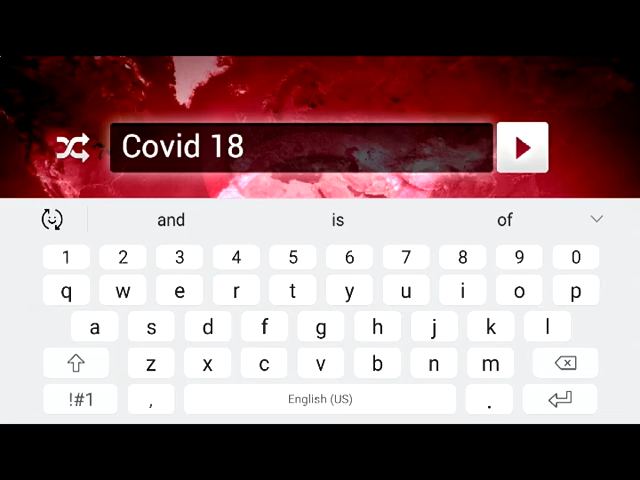 Covid 18
and is of
1 2 3 4 5 6 7 8 9 0
q w e r t y u i o p
a s d f g h j k l
z x c v b n m
!#1 , English (US) .